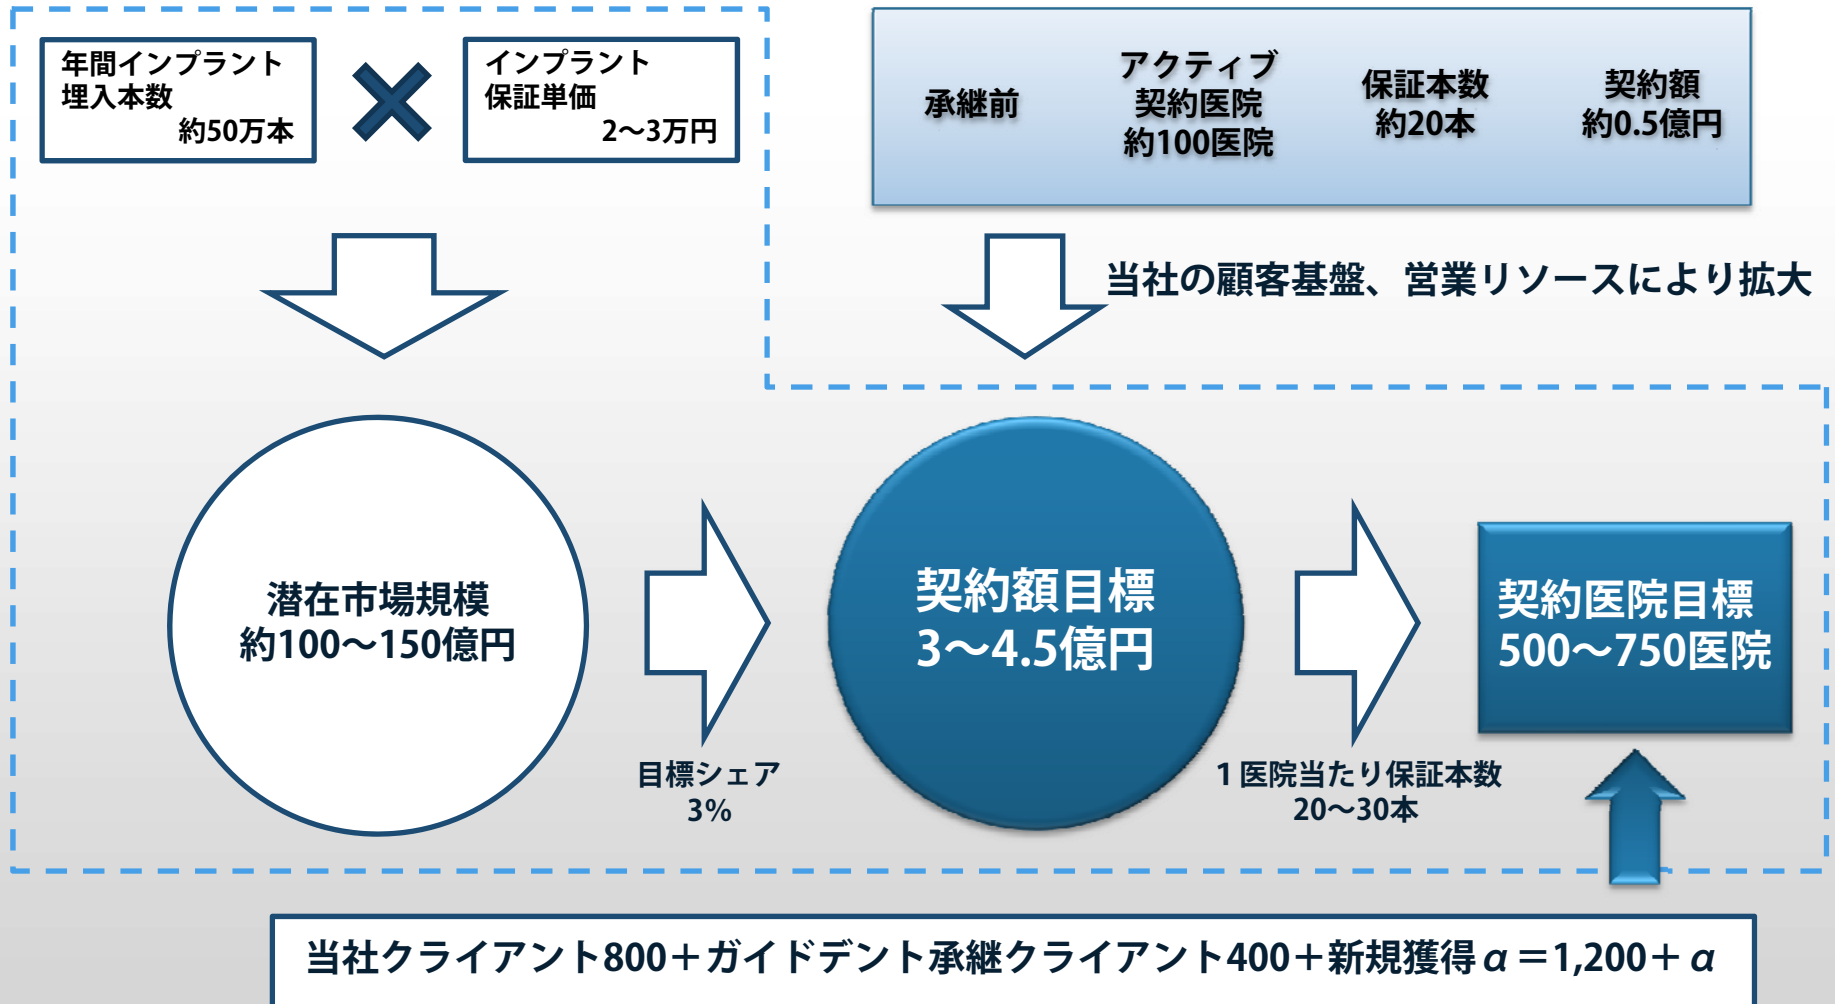 年間インプラント
埋入本数
約50万本
インプラント
保証単価
2～3万円
承継前
アクティブ
契約医院
約100医院
保証本数
約20本
契約額
約0.5億円
当社の顧客基盤、営業リソースにより拡大
潜在市場規模
約100～150億円
目標シェア
3%
契約額目標
3～4.5億円
１医院当たり保証本数
20～30本
契約医院目標
500～750医院
当社クライアント800＋ガイドデント承継クライアント400＋新規獲得α＝1,200＋α